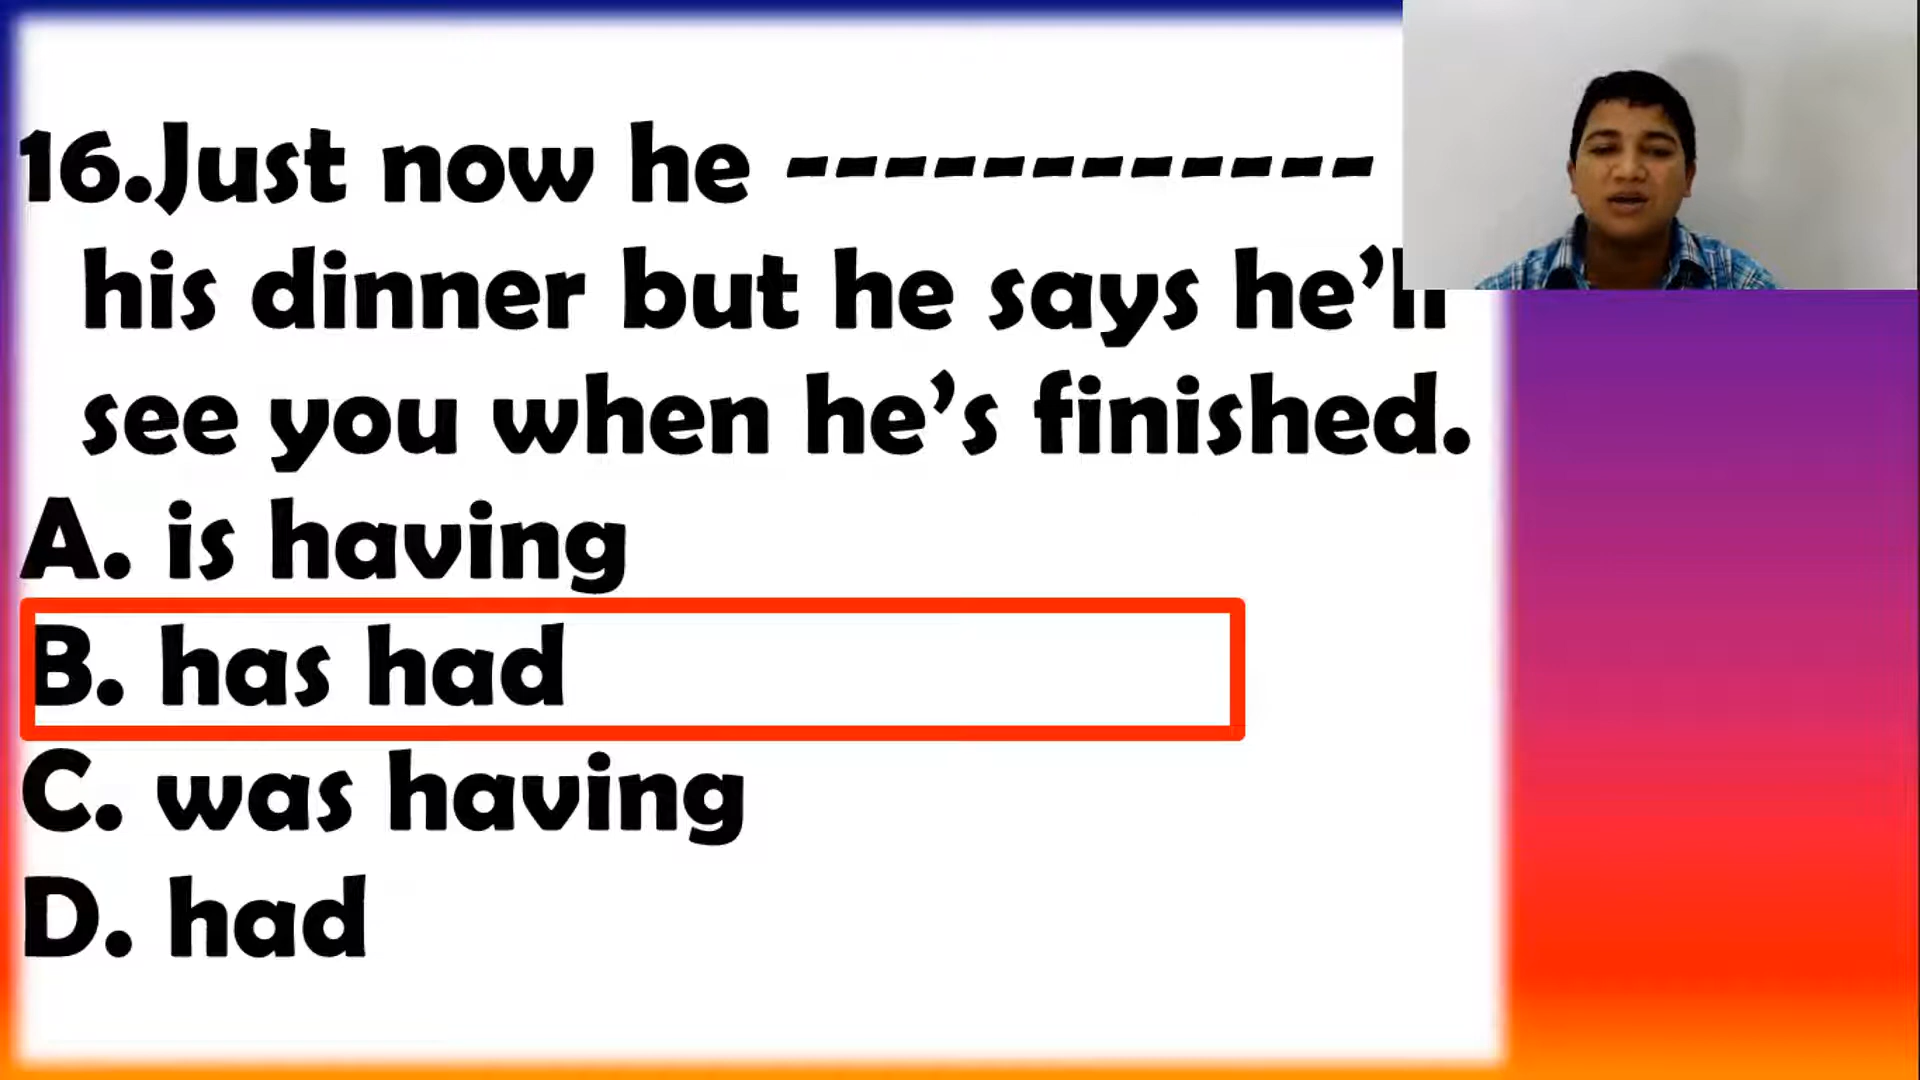 16.Just now he ------------
his dinner but he says he'll
see you when he's finished.
A. is having
B. has had
C. was having
D. had